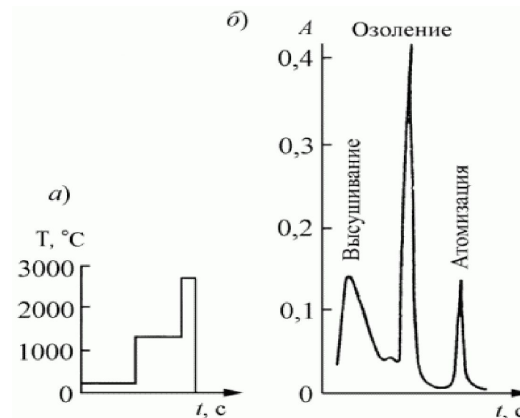 а)
T, °C
3000
2000
1000
0
t, с
б)
A
Озоление
0,4
0,3
0,2
0,1
0
Высушивание
Атомизация
t, с